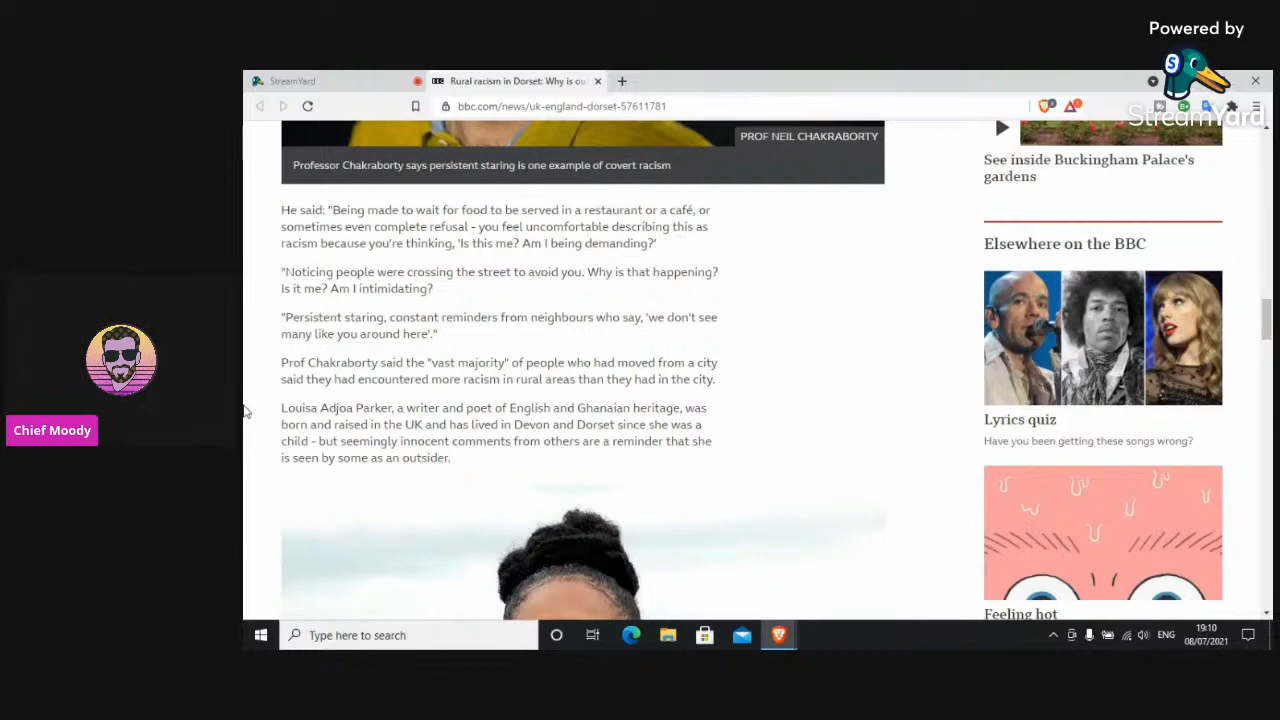 Powered by
StreamYard
StreamYard
Rural racism in Dorset: Why is ou
bbc.com/news/uk-england-dorset-57611781
PROF NEIL CHAKRABORTY
Professor Chakraborty says persistent staring is one example of covert racism
He said: "Being made to wait for food to be served in a restaurant or a café, or
sometimes even complete refusal - you feel uncomfortable describing this as
racism because you're thinking, 'Is this me? Am I being demanding?'
"Noticing people were crossing the street to avoid you. Why is that happening?
Is it me? Am I intimidating?
"Persistent staring, constant reminders from neighbours who say, 'we don't see
many like you around here'."
Prof Chakraborty said the "vast majority" of people who had moved from a city
said they had encountered more racism in rural areas than they had in the city.
Louisa Adjoa Parker, a writer and poet of English and Ghanaian heritage, was
born and raised in the UK and has lived in Devon and Dorset since she was a
child - but seemingly innocent comments from others are a reminder that she
is seen by some as an outsider.
See inside Buckingham Palace's
gardens
Elsewhere on the BBC
Lyrics quiz
Have you been getting these songs wrong?
Feeling hot
Chief Moody
Type here to search
ENG
19:10
08/07/2021